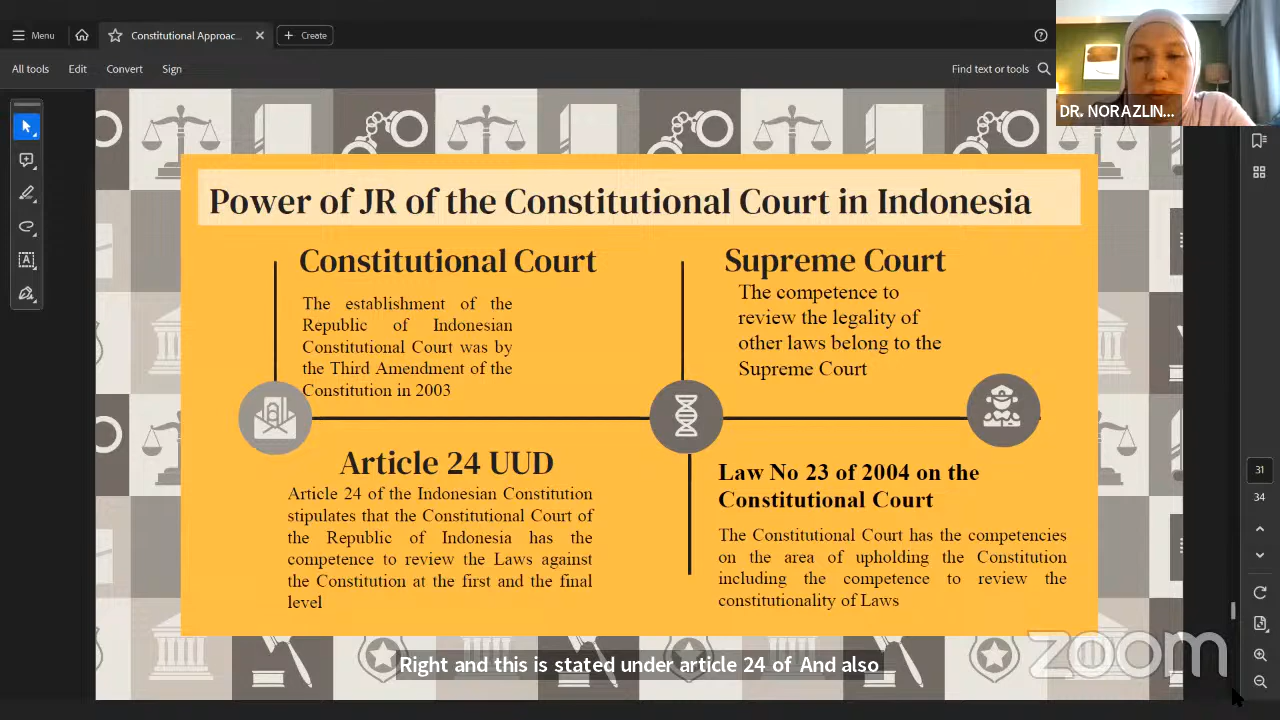 Menu
Constitutional Approac...
Create
All tools
Edit
Convert
Sign
Find text or tools
DR. NORAZLIN...
Power of JR of the Constitutional Court in Indonesia
Constitutional Court
The establishment of the
Republic of Indonesian
Constitutional Court was by
the Third Amendment of the
Constitution in 2003
Supreme Court
The competence to
review the legality of
other laws belong to the
Supreme Court
Article 24 UUD
Article 24 of the Indonesian Constitution
stipulates that the Constitutional Court of
the Republic of Indonesia has the
competence to review the Laws against
the Constitution at the first and the final
level
Law No 23 of 2004 on the
Constitutional Court
The Constitutional Court has the competencies
on the area of upholding the Constitution
including the competence to review the
constitutionality of Laws
31
34
Right and this is stated under article 24 of And also
zoom